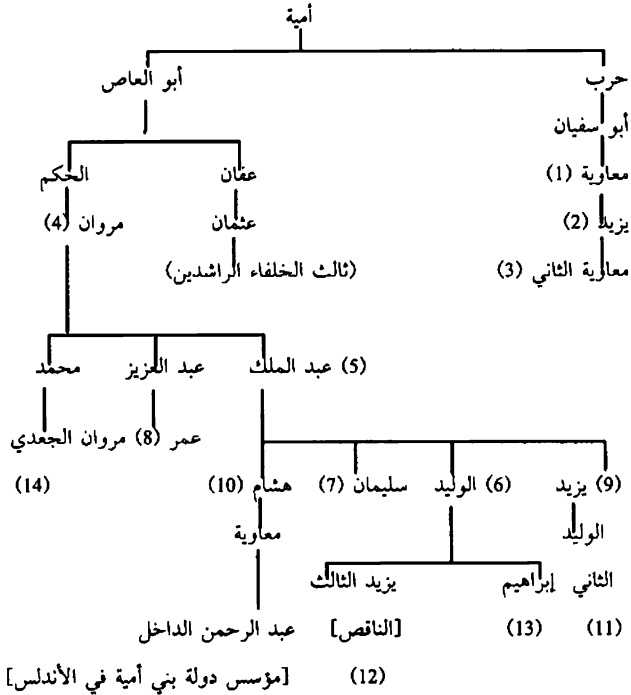 أمية
حرب أبو العاص
أبو سفيان
معاوية (1) عفان الحكم
يزيد (2) عثمان مروان (4)
معاوية الثاني (3) (ثالث الخلفاء الراشدين)
(5) عبد الملك عبد العزيز محمد
عمر (8) مروان الجعدي
(9) يزيد (6) الوليد سليمان (7) هشام (10) (14)
الوليد معاوية
الثاني إبراهيم يزيد الثالث
(11) (13) [الناقص] عبد الرحمن الداخل
(12) [مؤسس دولة بني أمية في الأندلس]